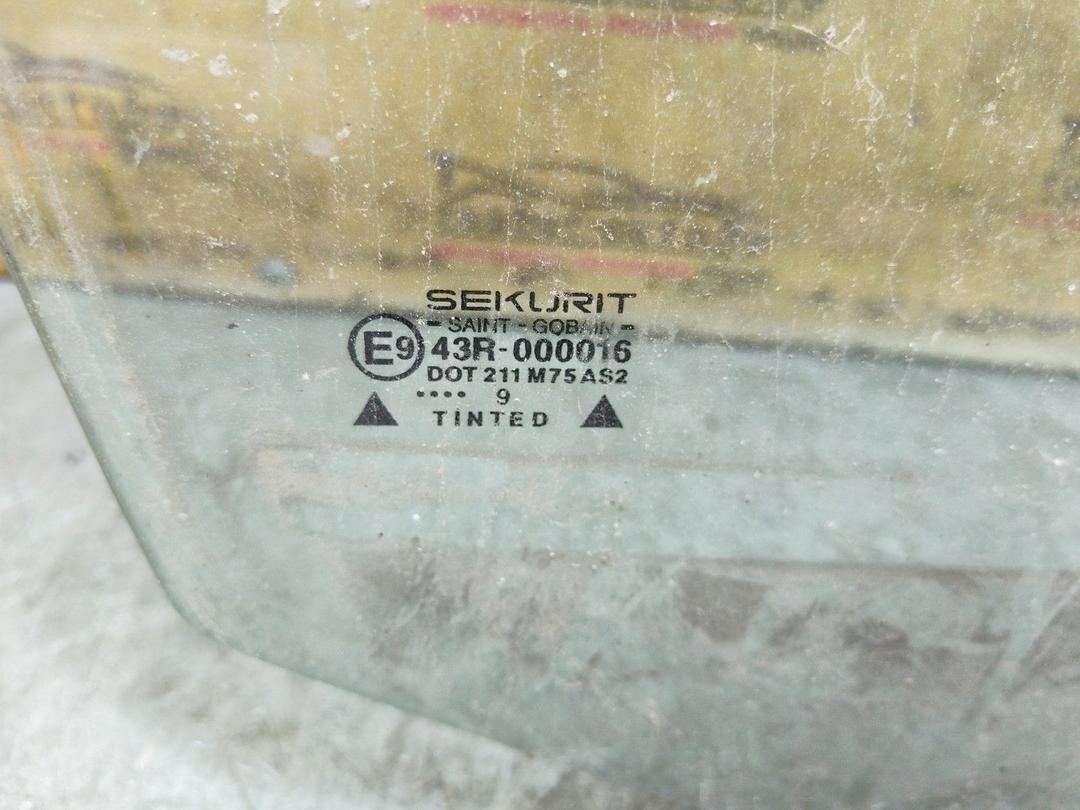 SEKURIT
- SAINT - GOBAIN -
E9 43R-000016
DOT 211 M75 AS2
•••• 9
TINTED